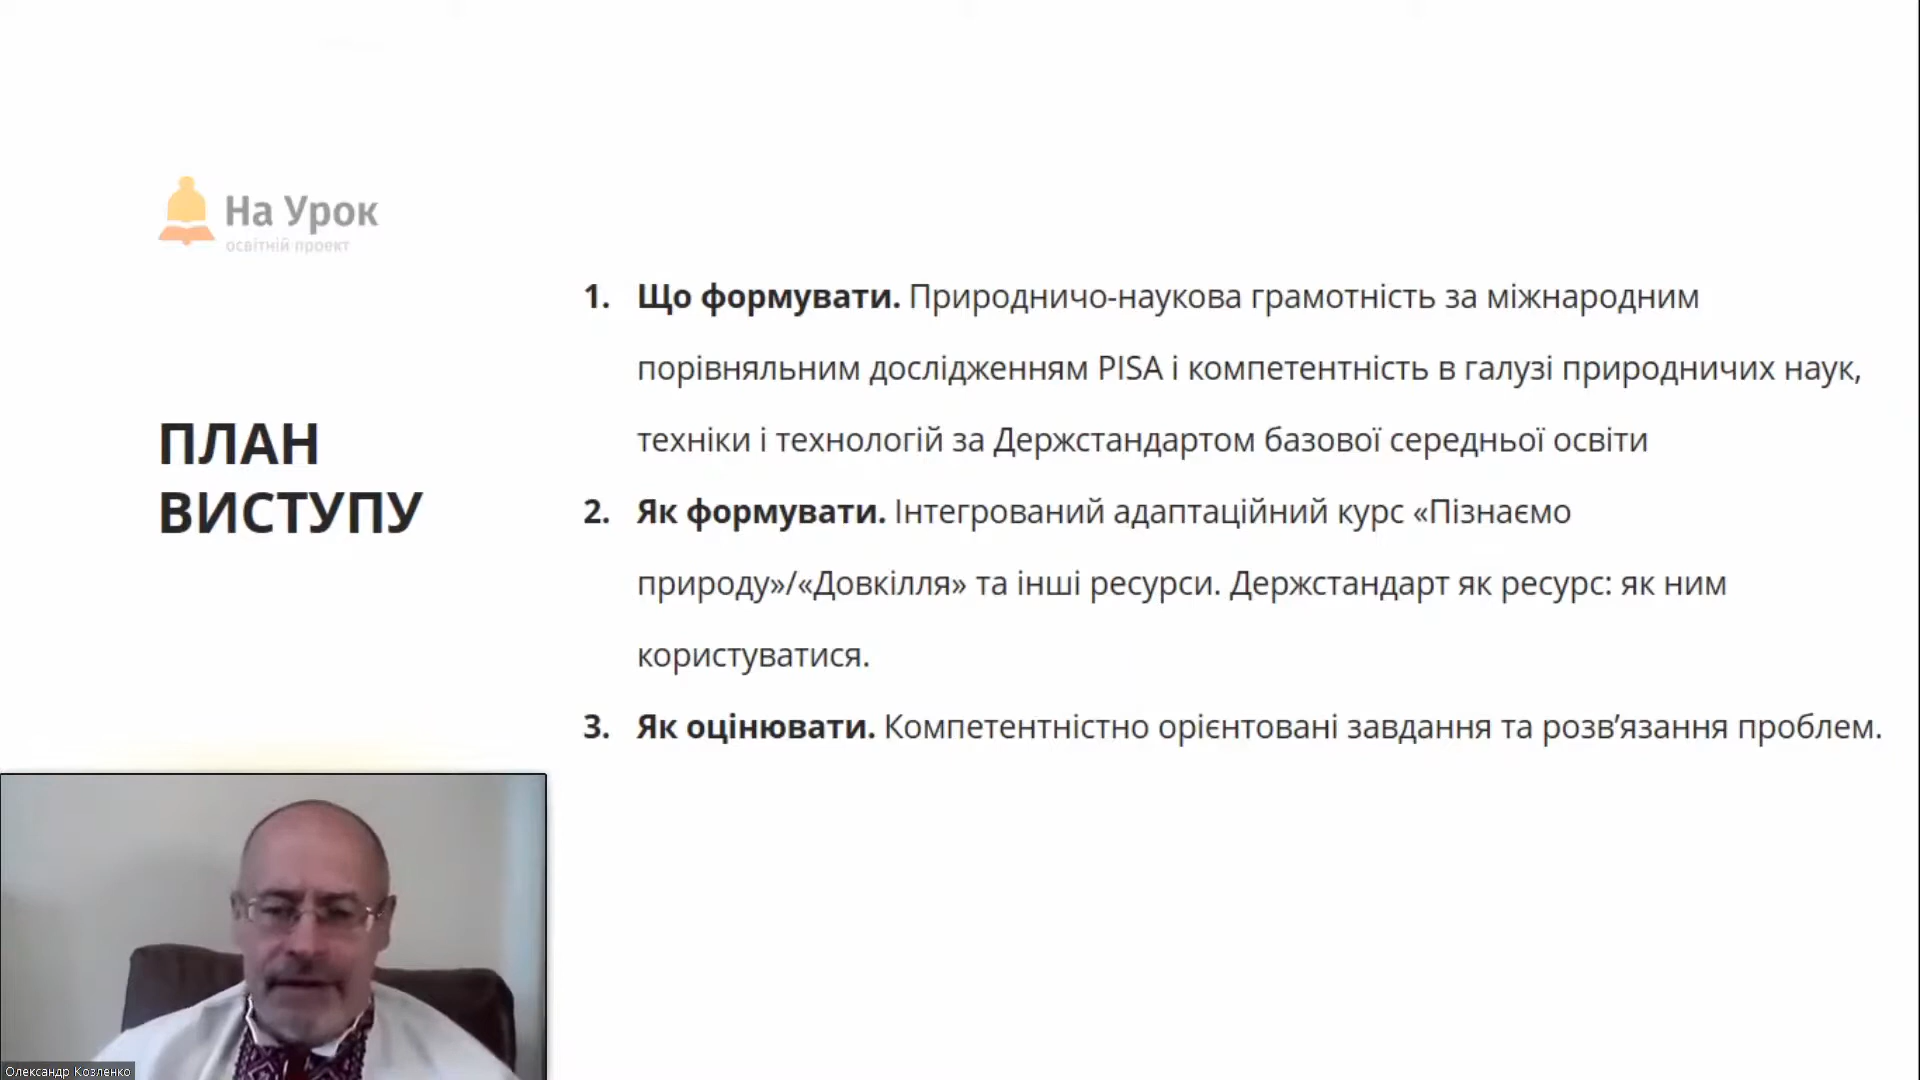 На Урок
освітній проект
ПЛАН
ВИСТУПУ
1. Що формувати. Природничо-наукова грамотність за міжнародним
порівняльним дослідженням PISA і компетентність в галузі природничих наук,
техніки і технологій за Держстандартом базової середньої освіти
2. Як формувати. Інтегрований адаптаційний курс «Пізнаємо
природу»/«Довкілля» та інші ресурси. Держстандарт як ресурс: як ним
користуватися.
3. Як оцінювати. Компетентністно орієнтовані завдання та розв’язання проблем.
Олександр Козленко